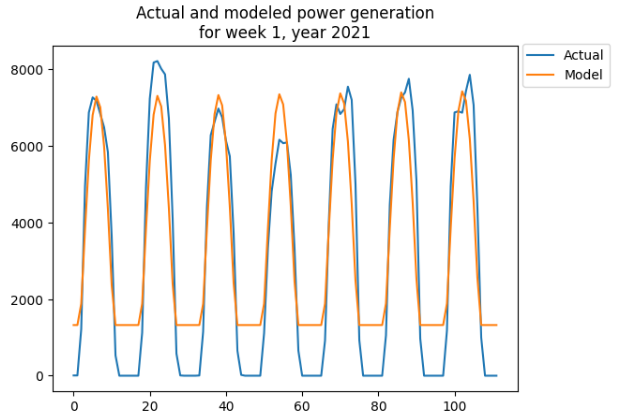 Actual and modeled power generation
for week 1, year 2021
Actual
Model
8000
6000
4000
2000
0
0 20 40 60 80 100